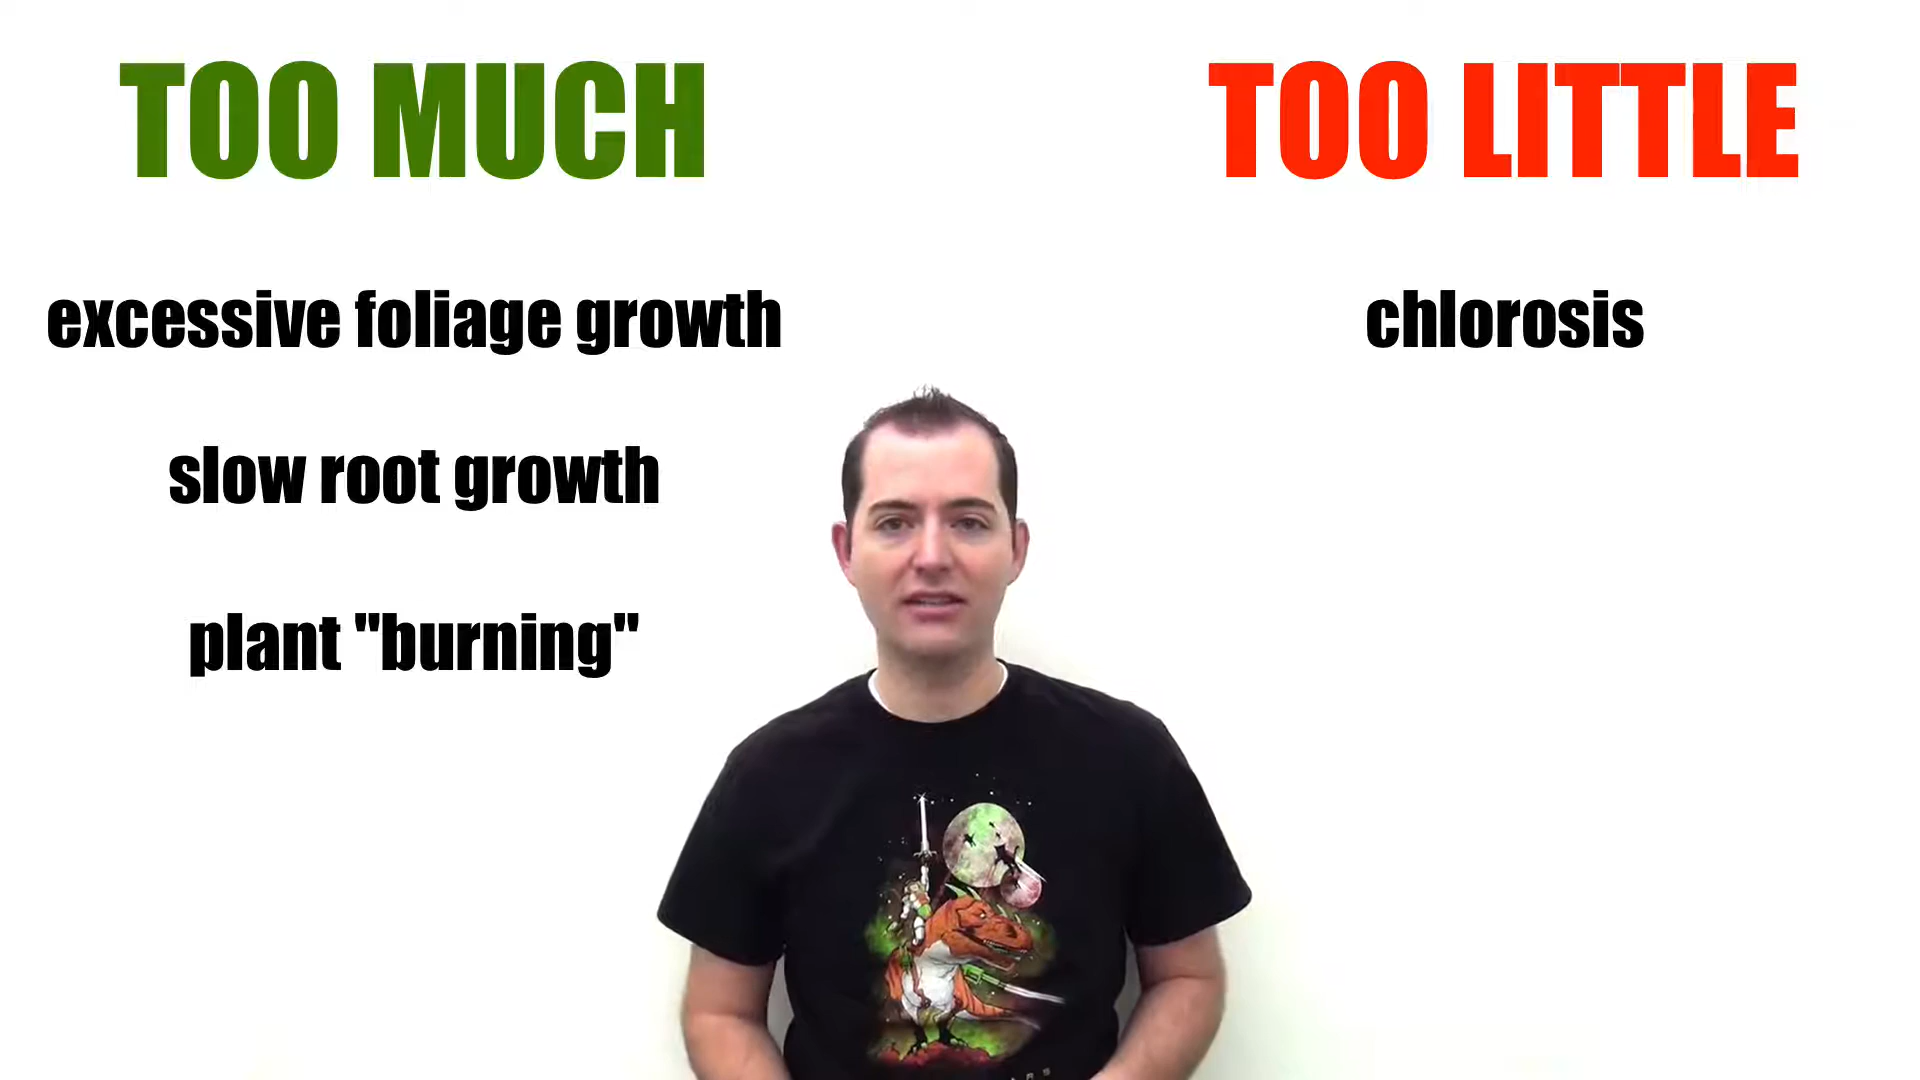 TOO MUCH
TOO LITTLE
excessive foliage growth
chlorosis
slow root growth
plant "burning"